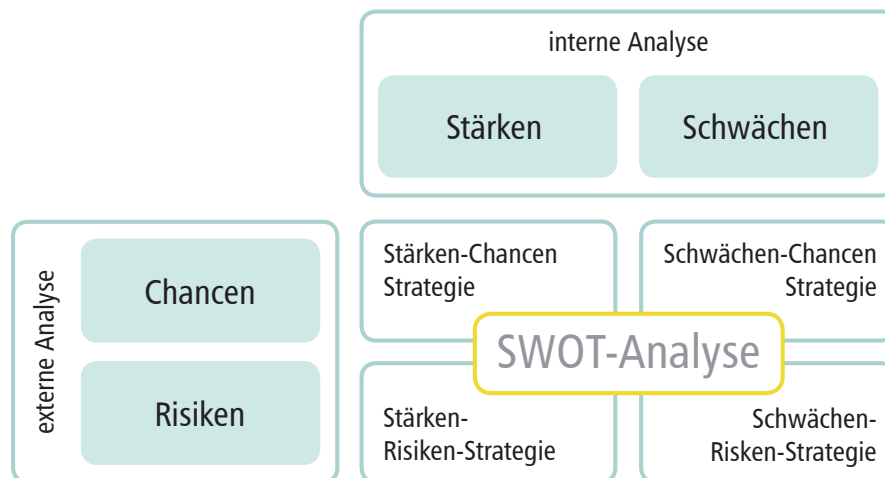 interne Analyse
Stärken
Schwächen
externe Analyse
Chancen
Risiken
Stärken-Chancen
Strategie
Schwächen-Chancen
Strategie
SWOT-Analyse
Stärken-
Risiken-Strategie
Schwächen-
Risken-Strategie